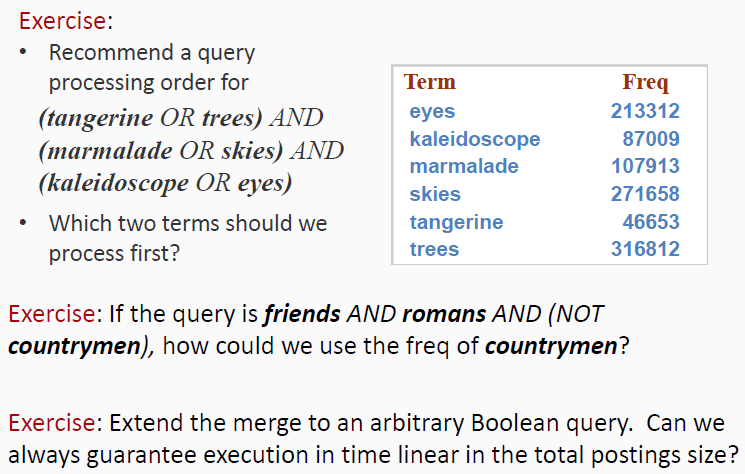 Exercise:
• Recommend a query
processing order for
(tangerine OR trees) AND
(marmalade OR skies) AND
(kaleidoscope OR eyes)
• Which two terms should we
process first?
Term Freq
eyes 213312
kaleidoscope 87009
marmalade 107913
skies 271658
tangerine 46653
trees 316812
Exercise: If the query is friends AND romans AND (NOT
countrymen), how could we use the freq of countrymen?
Exercise: Extend the merge to an arbitrary Boolean query. Can we
always guarantee execution in time linear in the total postings size?